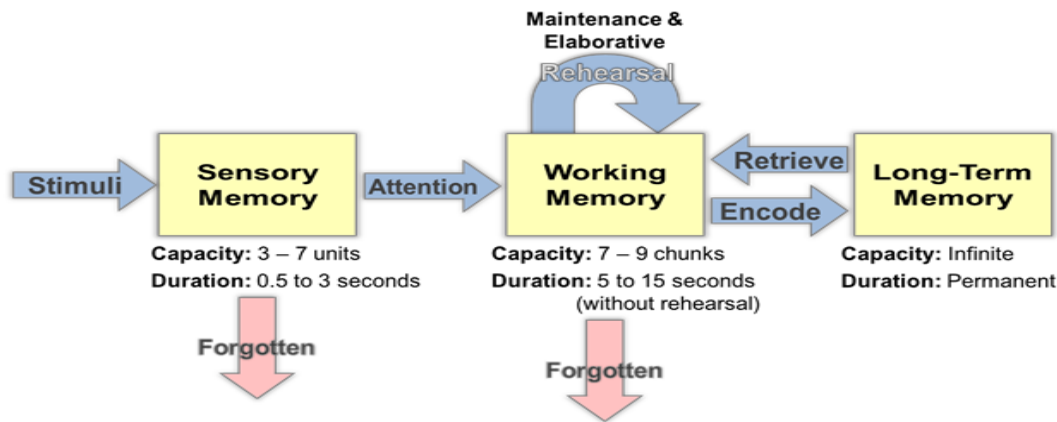 Maintenance &
Elaborative
Rehearsal
Stimuli
Sensory
Memory
Attention
Working
Memory
Retrieve
Encode
Long-Term
Memory
Capacity: 3 – 7 units
Duration: 0.5 to 3 seconds
Capacity: 7 – 9 chunks
Duration: 5 to 15 seconds
(without rehearsal)
Capacity: Infinite
Duration: Permanent
Forgotten
Forgotten